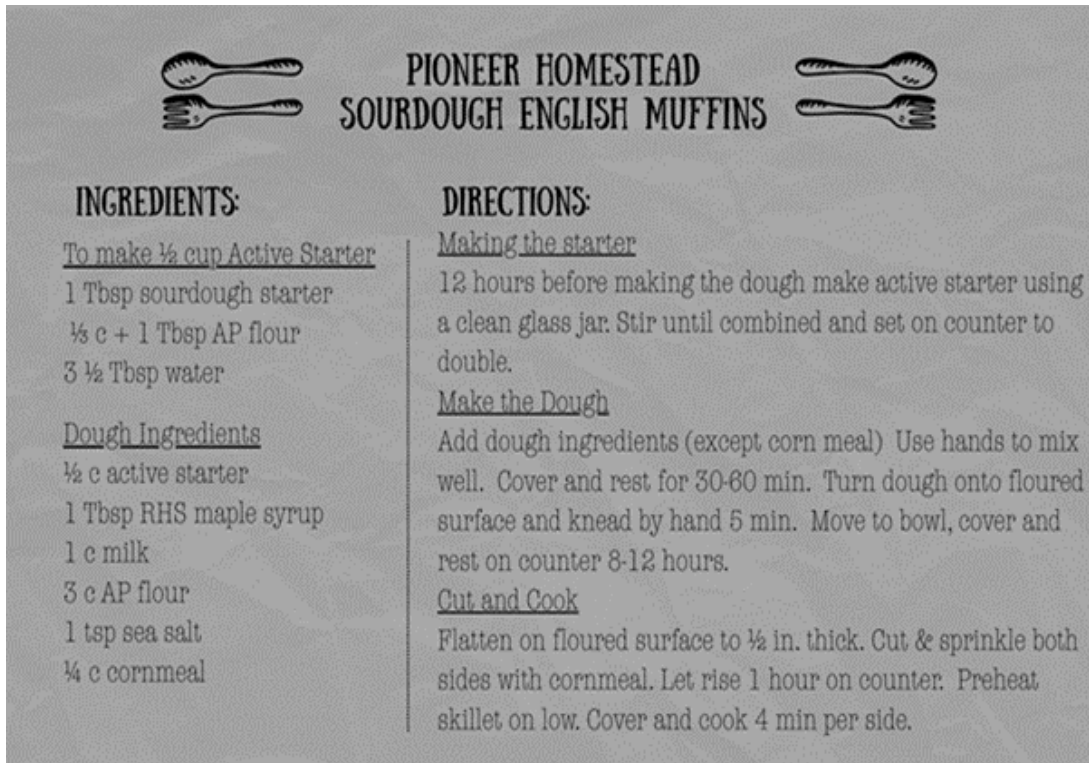 PIONEER HOMESTEAD
SOURDOUGH ENGLISH MUFFINS
INGREDIENTS:
To make ½ cup Active Starter
1 Tbsp sourdough starter
⅓ c + 1 Tbsp AP flour
3 ½ Tbsp water
Dough Ingredients
½ c active starter
1 Tbsp RHS maple syrup
1 c milk
3 c AP flour
1 tsp sea salt
¼ c cornmeal
DIRECTIONS:
Making the starter
12 hours before making the dough make active starter using
a clean glass jar. Stir until combined and set on counter to
double.
Make the Dough
Add dough ingredients (except corn meal) Use hands to mix
well. Cover and rest for 30-60 min. Turn dough onto floured
surface and knead by hand 5 min. Move to bowl, cover and
rest on counter 8-12 hours.
Cut and Cook
Flatten on floured surface to ½ in. thick. Cut & sprinkle both
sides with cornmeal. Let rise 1 hour on counter. Preheat
skillet on low. Cover and cook 4 min per side.